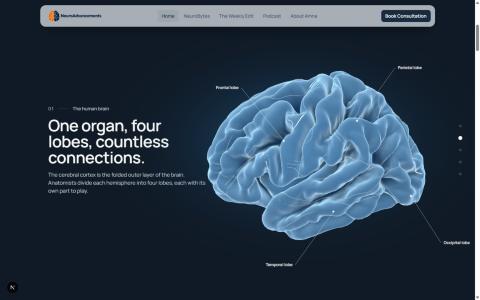 NeuroAdvancements
Home
NeuroBytes
The Weekly Edit
Podcast
About Amna
Book Consultation
Parietal lobe
Frontal lobe
01
The human brain
One organ, four
lobes, countless
connections.
The cerebral cortex is the folded outer layer of the brain.
Anatomists divide each hemisphere into four lobes, each with its
own part to play.
Occipital lobe
Temporal lobe
N